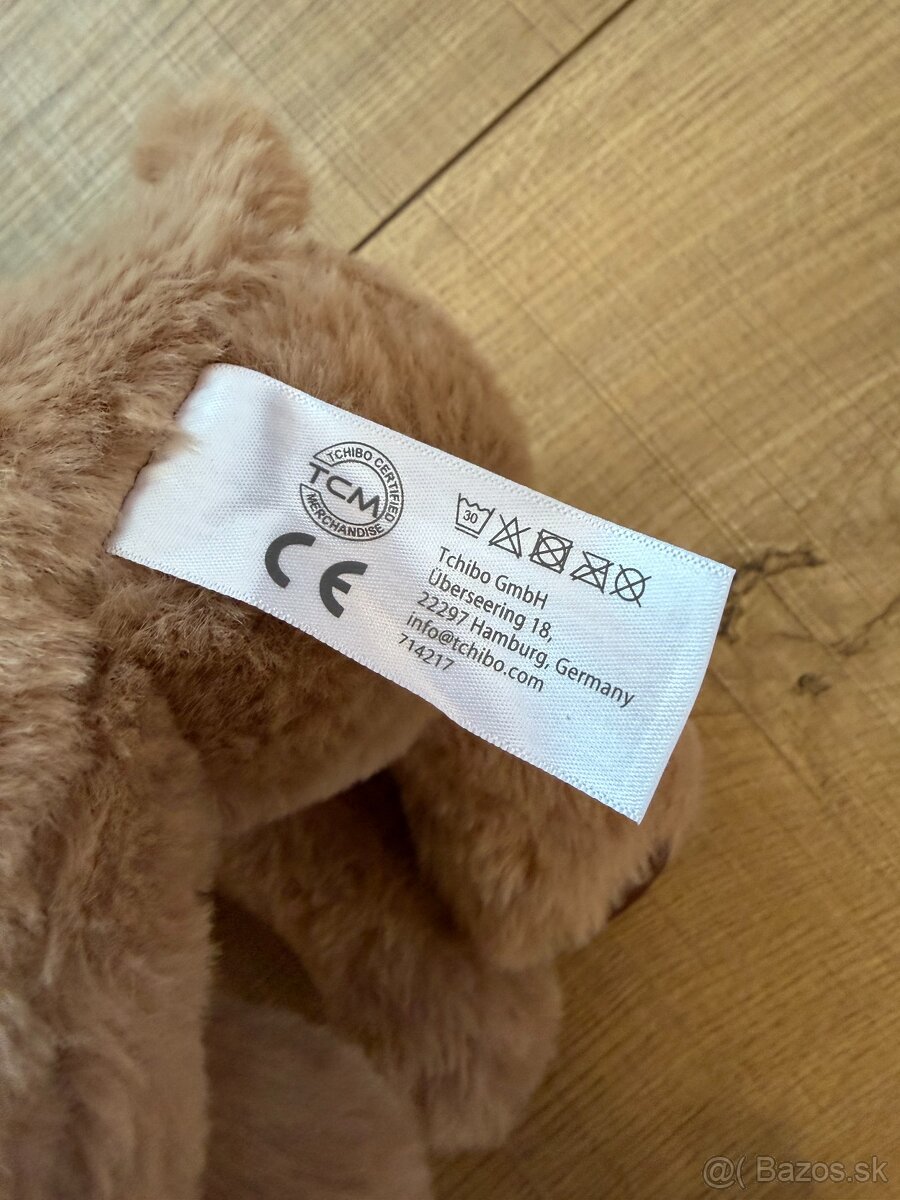 TCHIBO CERTIFIED
TCM
MERCHANDISE
CE
30
Tchibo GmbH
Überseering 18,
22297 Hamburg, Germany
info@tchibo.com
714217
@( Bazos.sk